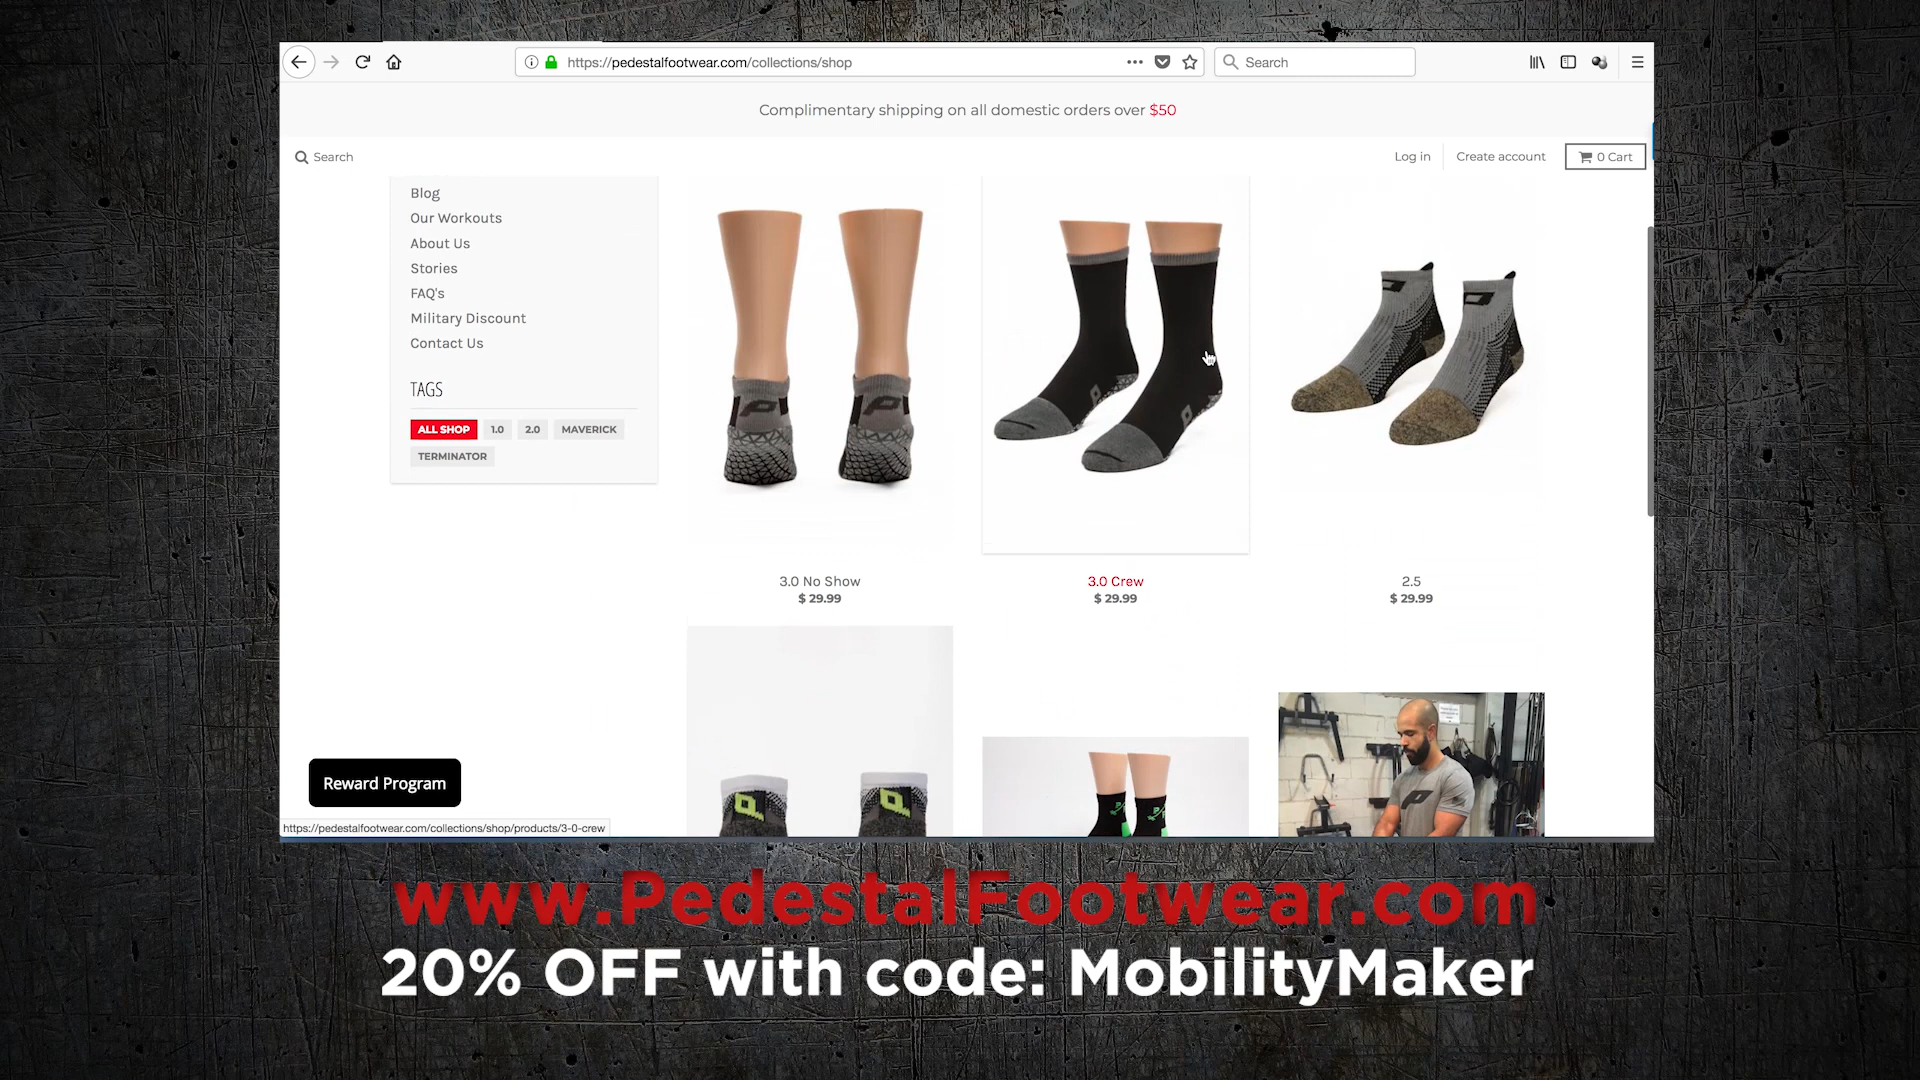 https://pedestalfootwear.com/collections/shop
Search
Complimentary shipping on all domestic orders over $50
Search
Log in
Create account
0 Cart
Blog
Our Workouts
About Us
Stories
FAQ's
Military Discount
Contact Us
TAGS
ALL SHOP 1.0 2.0 MAVERICK
TERMINATOR
3.0 No Show
$ 29.99
3.0 Crew
$ 29.99
2.5
$ 29.99
Reward Program
https://pedestalfootwear.com/collections/shop/products/3-0-crew
www.PedestalFootwear.com
20% OFF with code: MobilityMaker